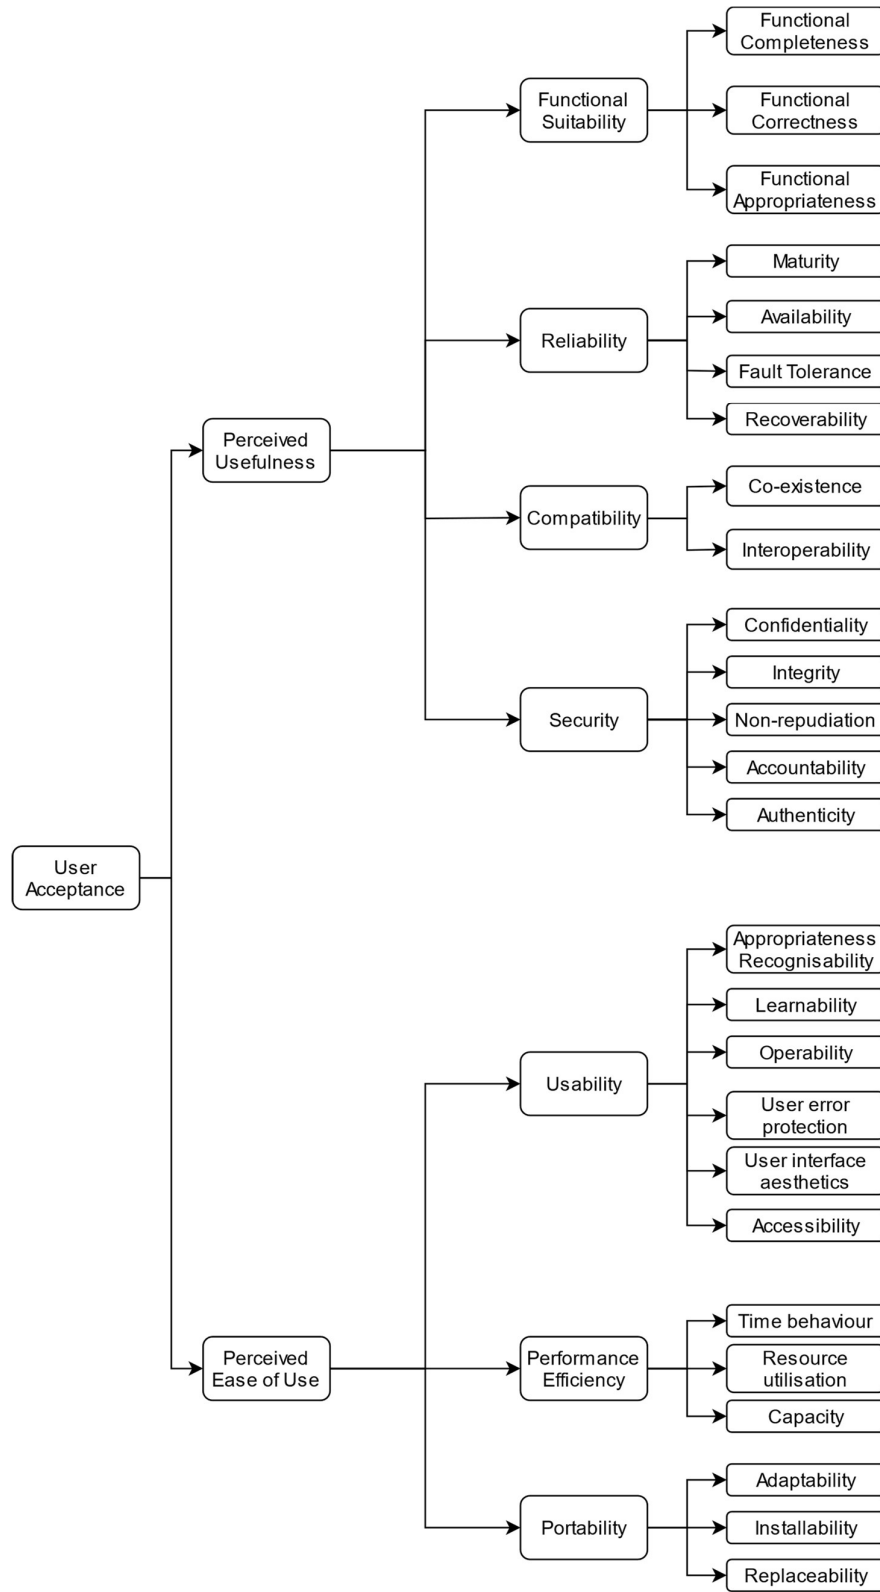 User
Acceptance
Perceived
Usefulness
Functional
Suitability
Functional
Completeness
Functional
Correctness
Functional
Appropriateness
Reliability
Maturity
Availability
Fault Tolerance
Recoverability
Compatibility
Co-existence
Interoperability
Security
Confidentiality
Integrity
Non-repudiation
Accountability
Authenticity
Perceived
Ease of Use
Usability
Appropriateness
Recognisability
Learnability
Operability
User error
protection
User interface
aesthetics
Accessibility
Performance
Efficiency
Time behaviour
Resource
utilisation
Capacity
Portability
Adaptability
Installability
Replaceability